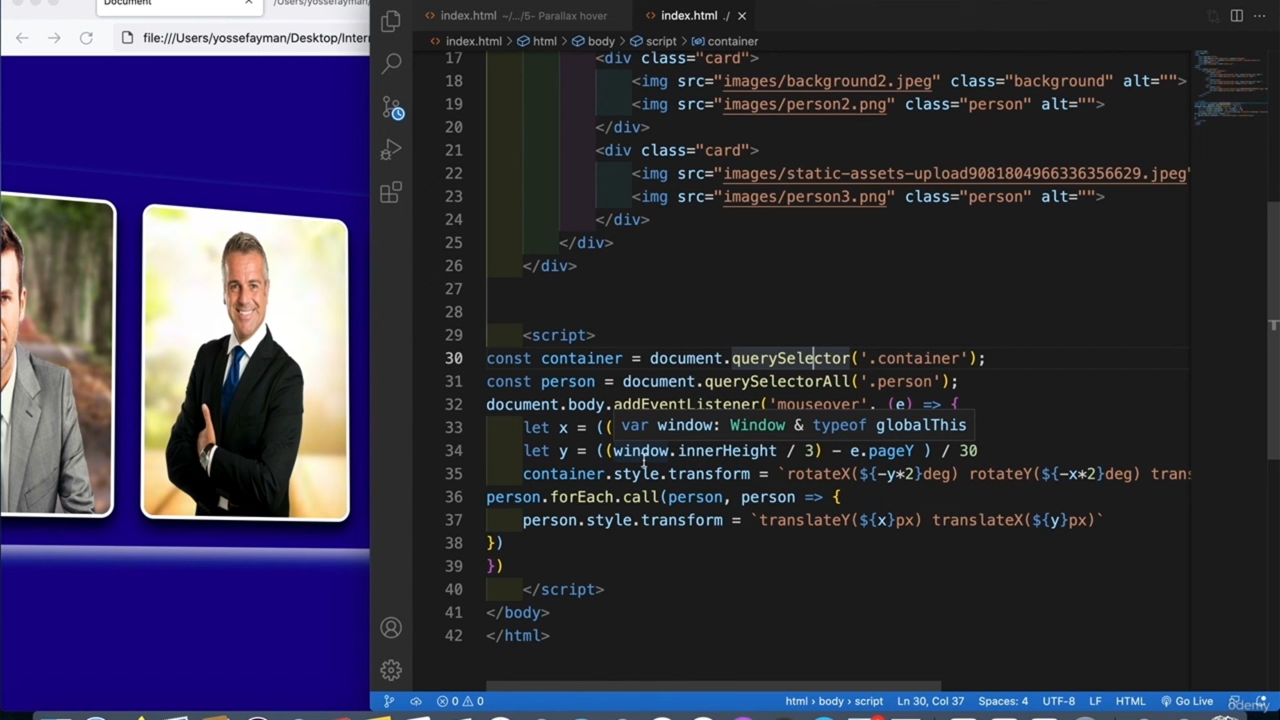 Document
/Users/yossefayman/
file:///Users/yossefayman/Desktop/Inter
index.html ~/.../5- Parallax hover
index.html ./
index.html > html > body > script > container
17 <div class="card">
18 <img src="images/background2.jpeg" class="background" alt="">
19 <img src="images/person2.png" class="person" alt="">
20 </div>
21 <div class="card">
22 <img src="images/static-assets-upload9081804966336356629.jpeg"
23 <img src="images/person3.png" class="person" alt="">
24 </div>
25 </div>
26 </div>
27
28
29 <script>
30 const container = document.querySelector('.container');
31 const person = document.querySelectorAll('.person');
32 document.body.addEventListener('mouseover', (e) => {
33 let x = ((
var window: Window & typeof globalThis
34 let y = ((window.innerHeight / 3) - e.pageY ) / 30
35 container.style.transform = `rotateX(${-y*2}deg) rotateY(${-x*2}deg) trans
36 person.forEach.call(person, person => {
37 person.style.transform = `translateY(${x}px) translateX(${y}px)`
38 })
39 })
40 </script>
41 </body>
42 </html>
0 0 html > body > script Ln 30, Col 37 Spaces: 4 UTF-8 LF HTML Go Live
udemy